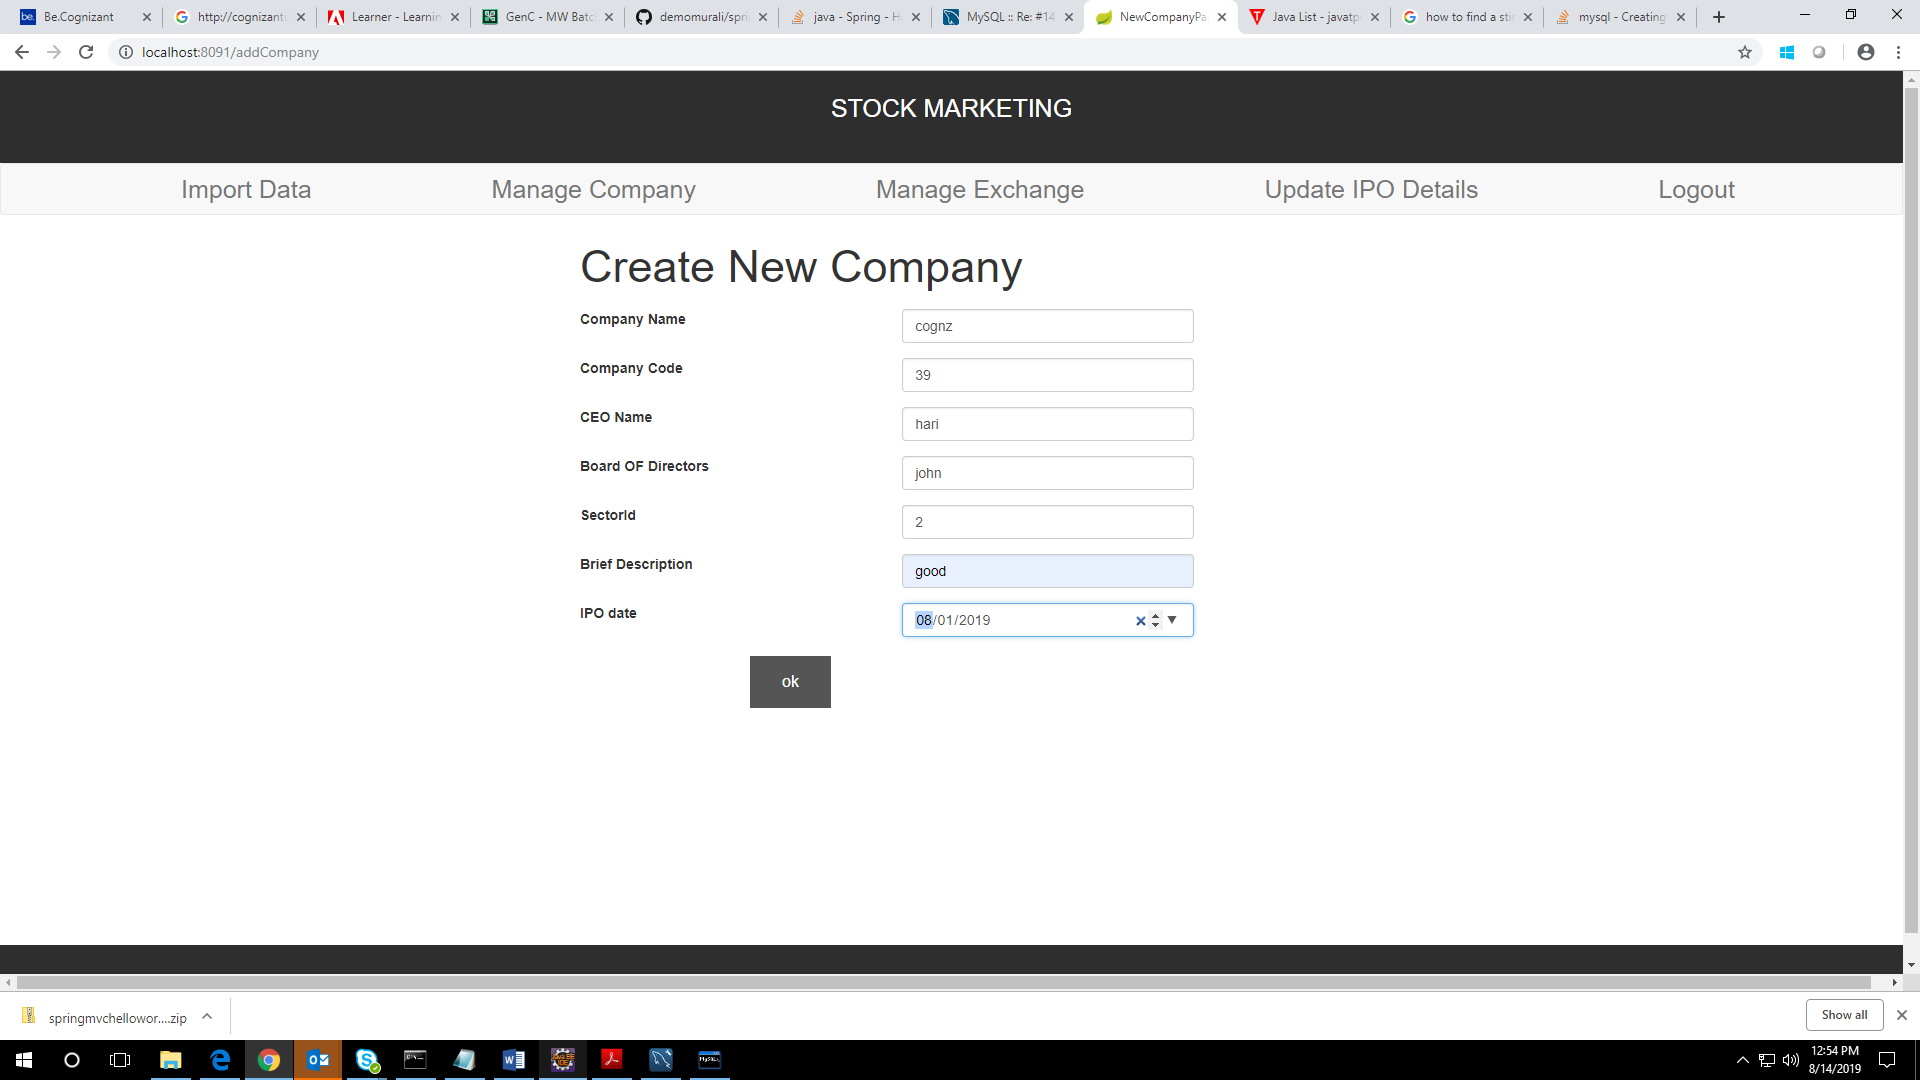 be. Be.Cognizant
http://cognizanti
Learner - Learnin
GenC - MW Batc
demomurali/spri
java - Spring - H
MySQL :: Re: #14
NewCompanyPa
Java List - javatp
how to find a sti
mysql - Creating
localhost:8091/addCompany
STOCK MARKETING
Import Data Manage Company Manage Exchange Update IPO Details Logout
Create New Company
Company Name cognz
Company Code 39
CEO Name hari
Board OF Directors john
SectorId 2
Brief Description good
IPO date 08/01/2019
ok
springmvchellowor....zip
Show all
12:54 PM
8/14/2019